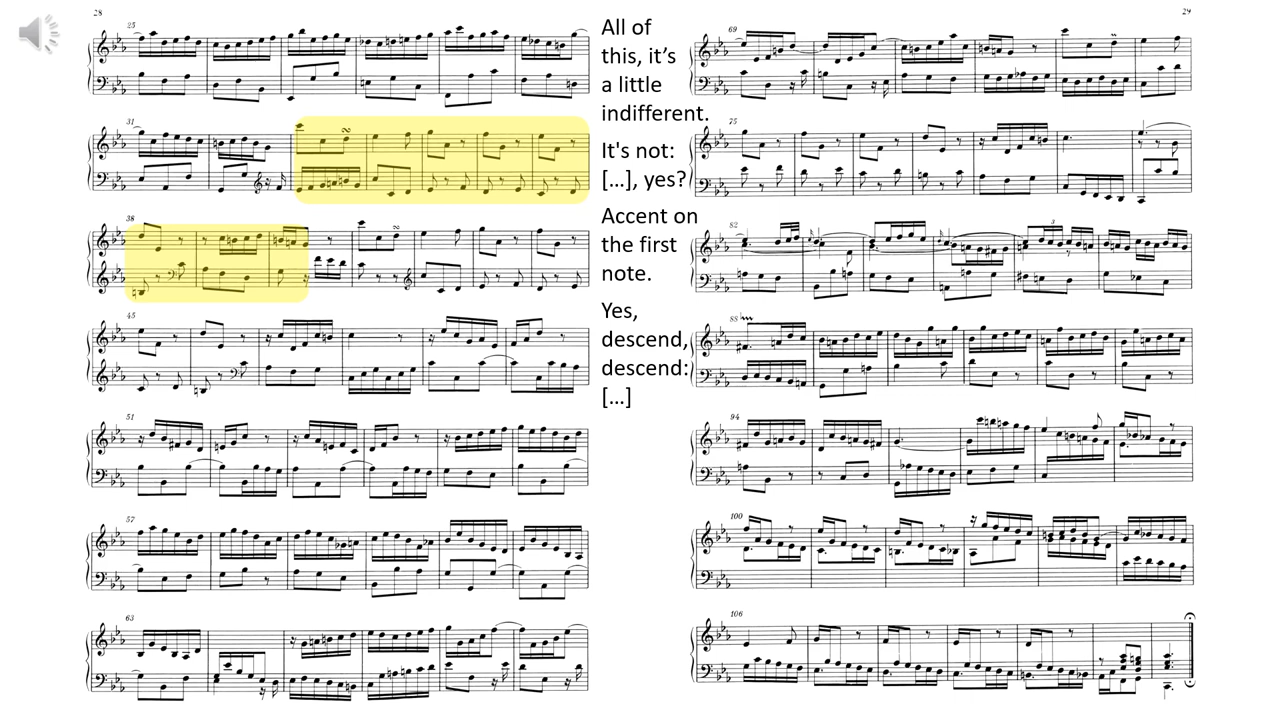 28
29
25
69
All of
this, it’s
a little
indifferent.
It's not:
[…], yes?
Accent on
the first
note.
Yes,
descend,
descend:
[…]
31
75
38
82
3
45
88
51
94
57
100
63
106